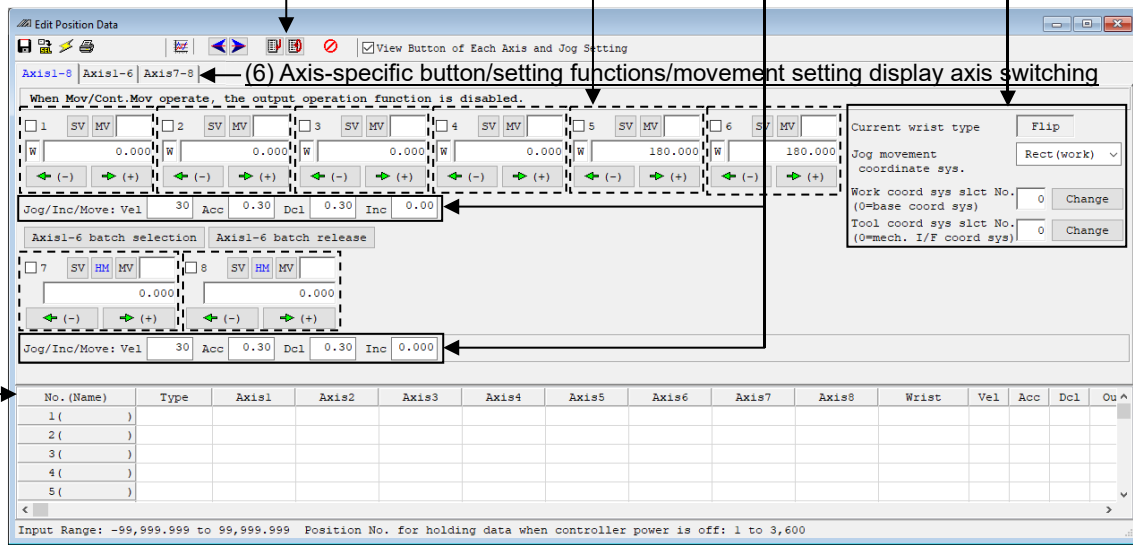 Edit Position Data
View Button of Each Axis and Jog Setting
Axis1-8 Axis1-6 Axis7-8 (6) Axis-specific button/setting functions/movement setting display axis switching
When Mov/Cont.Mov operate, the output operation function is disabled.
1 SV MV 2 SV MV 3 SV MV 4 SV MV 5 SV MV 6 SV MV
W 0.000 W 0.000 W 0.000 W 0.000 W 180.000 W 180.000
(-) (+) (-) (+) (-) (+) (-) (+) (-) (+) (-) (+)
Current wrist type Flip
Jog movement coordinate sys. Rect(work)
Work coord sys slct No. (0=base coord sys) 0 Change
Tool coord sys slct No. (0=mech. I/F coord sys) 0 Change
Jog/Inc/Move: Vel 30 Acc 0.30 Dcl 0.30 Inc 0.00
Axis1-6 batch selection Axis1-6 batch release
7 SV HM MV 8 SV HM MV
0.000 0.000
(-) (+) (-) (+)
Jog/Inc/Move: Vel 30 Acc 0.30 Dcl 0.30 Inc 0.000
No.(Name) Type Axis1 Axis2 Axis3 Axis4 Axis5 Axis6 Axis7 Axis8 Wrist Vel Acc Dcl Ou
1( )
2( )
3( )
4( )
5( )
Input Range: -99,999.999 to 99,999.999 Position No. for holding data when controller power is off: 1 to 3,600